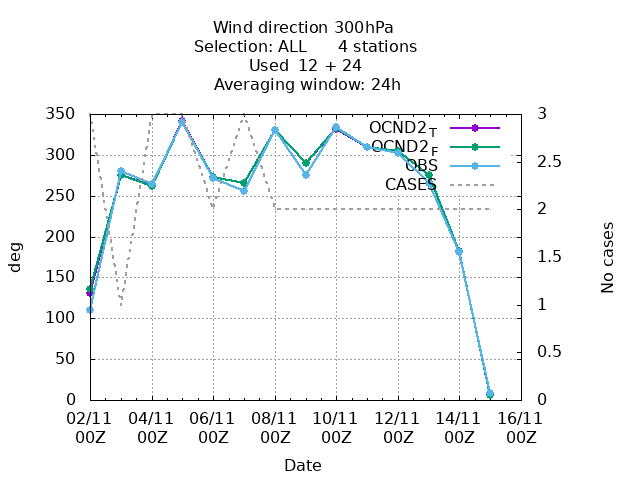 Wind direction 300hPa
Selection: ALL 4 stations
Used 12 + 24
Averaging window: 24h
350
300
250
200
150
100
50
0
deg
3
2.5
2
1.5
1
0.5
0
No cases
OCND2T
OCND2F
OBS
CASES
02/11 04/11 06/11 08/11 10/11 12/11 14/11 16/11
00Z 00Z 00Z 00Z 00Z 00Z 00Z 00Z
Date